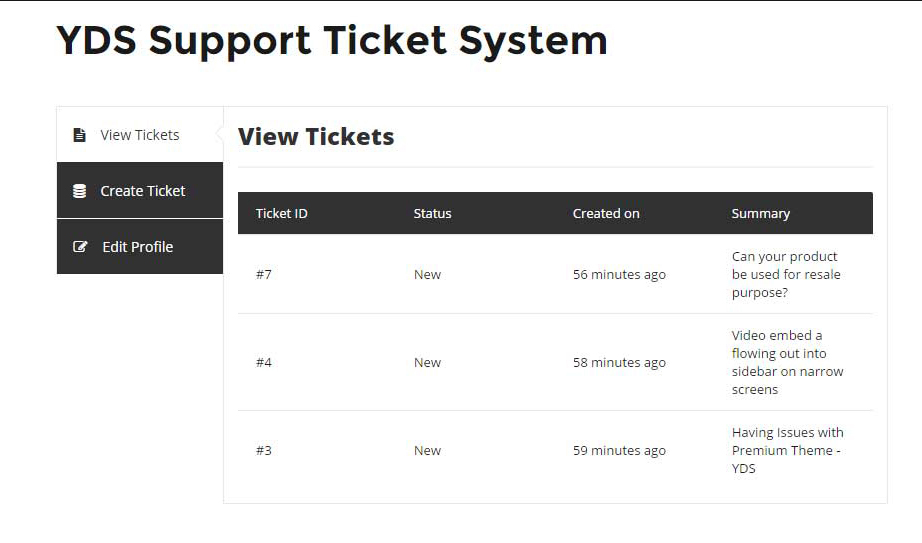 YDS Support Ticket System
View Tickets
Create Ticket
Edit Profile
View Tickets
Ticket ID Status Created on Summary
#7 New 56 minutes ago Can your product
be used for resale
purpose?
#4 New 58 minutes ago Video embed a
flowing out into
sidebar on narrow
screens
#3 New 59 minutes ago Having Issues with
Premium Theme -
YDS